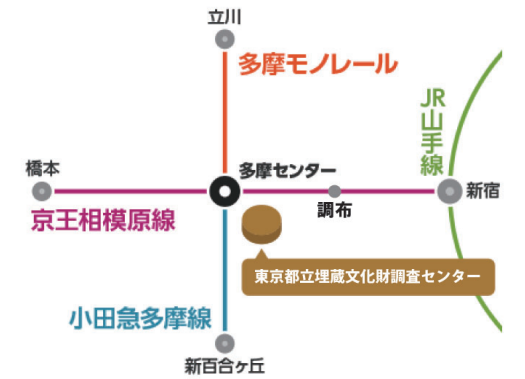 立川
多摩モノレール
JR山手線
橋本
多摩センター
新宿
京王相模原線
調布
東京都立埋蔵文化財調査センター
小田急多摩線
新百合ヶ丘